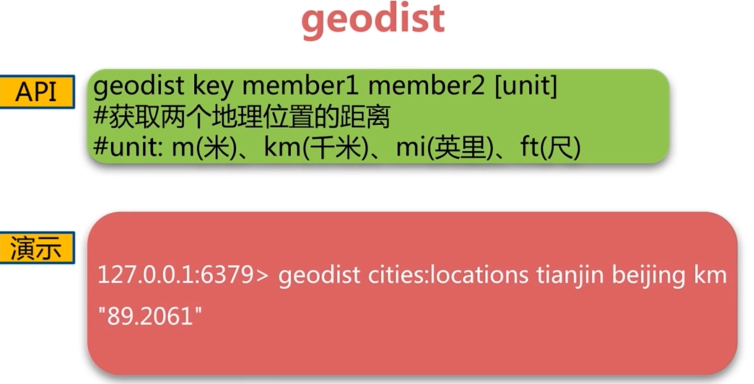 geodist
API
geodist key member1 member2 [unit]
#获取两个地理位置的距离
#unit: m(米)、km(千米)、mi(英里)、ft(尺)
演示
127.0.0.1:6379> geodist cities:locations tianjin beijing km
"89.2061"